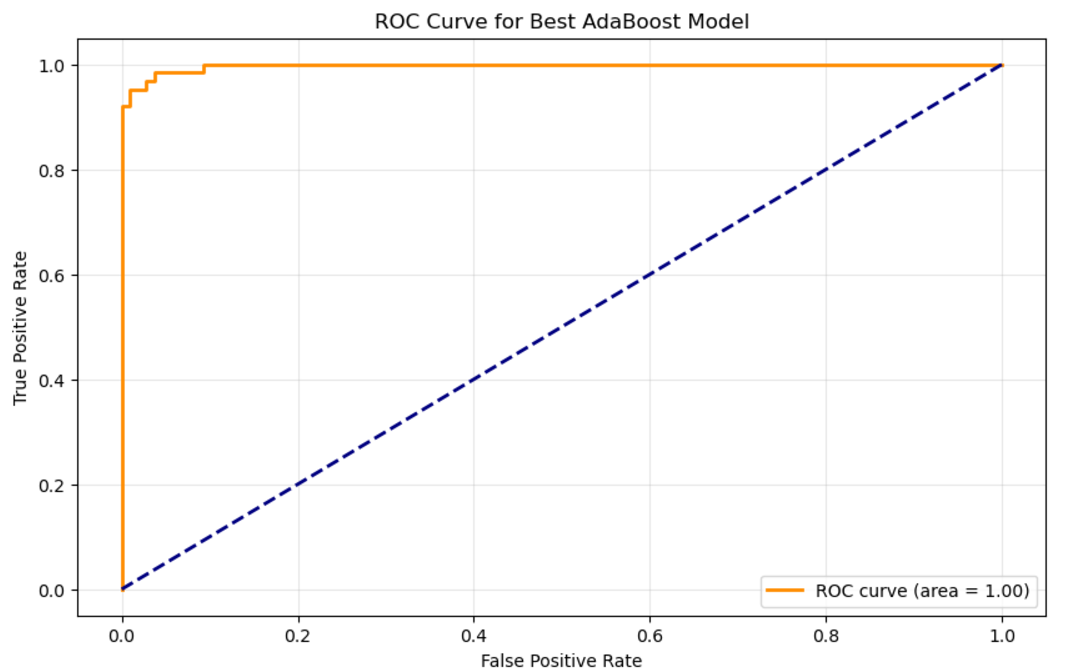 ROC Curve for Best AdaBoost Model
True Positive Rate
1.0
0.8
0.6
0.4
0.2
0.0
ROC curve (area = 1.00)
0.0 0.2 0.4 0.6 0.8 1.0
False Positive Rate